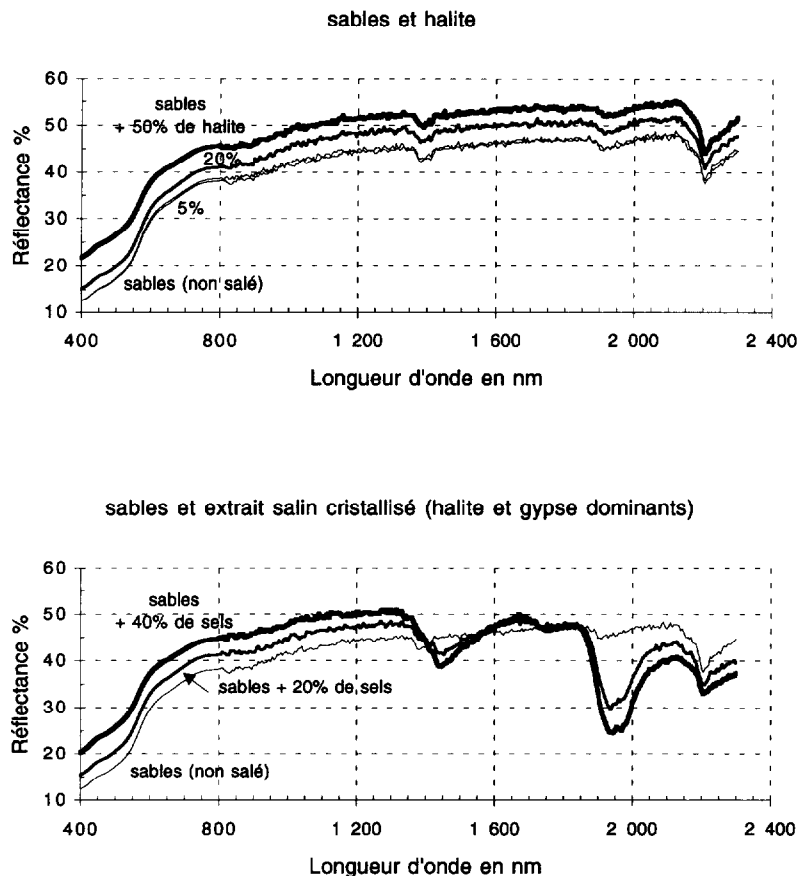 sables et halite
60
50
40
30
20
10
Réflectance %
sables
+ 50% de halite
20%
5%
sables (non salé)
400 800 1 200 1 600 2 000 2 400
Longueur d'onde en nm
sables et extrait salin cristallisé (halite et gypse dominants)
60
50
40
30
20
10
Réflectance %
sables
+ 40% de sels
sables + 20% de sels
sables (non salé)
400 800 1 200 1 600 2 000 2 400
Longueur d'onde en nm